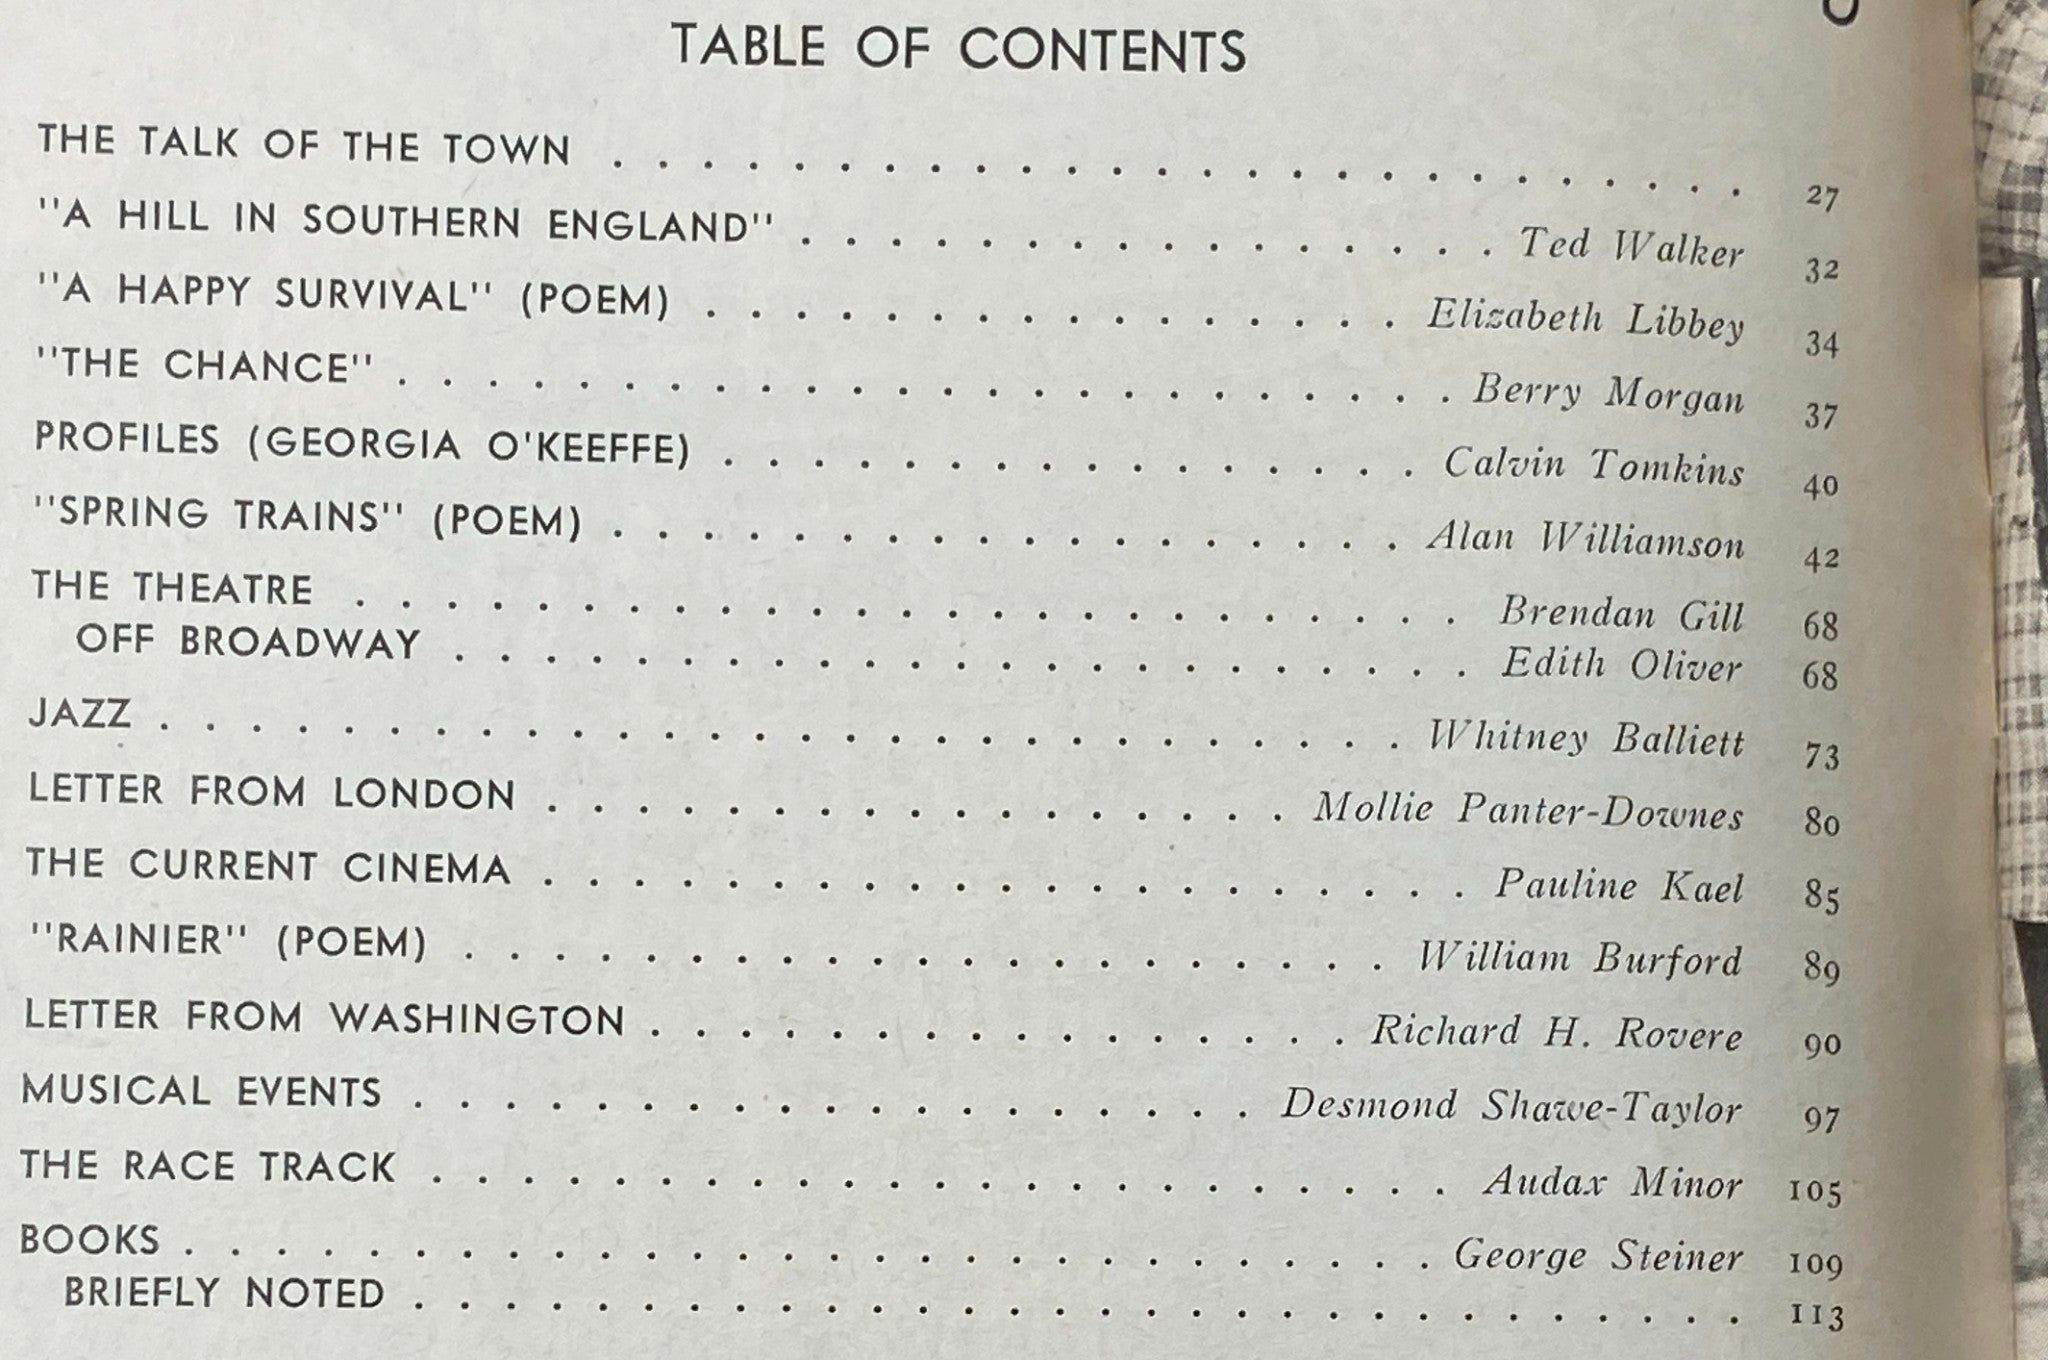 TABLE OF CONTENTS
THE TALK OF THE TOWN . . . . . . . . . . . . . . . . . . . . . . . . . 27
"A HILL IN SOUTHERN ENGLAND" . . . . . . . . . . . . . . . . Ted Walker 32
"A HAPPY SURVIVAL" (POEM) . . . . . . . . . . . . . . . . Elizabeth Libbey 34
"THE CHANCE" . . . . . . . . . . . . . . . . . . . . . . . . Berry Morgan 37
PROFILES (GEORGIA O'KEEFFE) . . . . . . . . . . . . . . . . Calvin Tomkins 40
"SPRING TRAINS" (POEM) . . . . . . . . . . . . . . . . . . Alan Williamson 42
THE THEATRE . . . . . . . . . . . . . . . . . . . . . . . . . Brendan Gill 68
OFF BROADWAY . . . . . . . . . . . . . . . . . . . . . . . Edith Oliver 68
JAZZ . . . . . . . . . . . . . . . . . . . . . . . . . . . . Whitney Balliett 73
LETTER FROM LONDON . . . . . . . . . . . . . . . . . Mollie Panter-Downes 80
THE CURRENT CINEMA . . . . . . . . . . . . . . . . . . . . . Pauline Kael 85
"RAINIER" (POEM) . . . . . . . . . . . . . . . . . . . . . William Burford 89
LETTER FROM WASHINGTON . . . . . . . . . . . . . . . . Richard H. Rovere 90
MUSICAL EVENTS . . . . . . . . . . . . . . . . . . . Desmond Shawe-Taylor 97
THE RACE TRACK . . . . . . . . . . . . . . . . . . . . . . . Audax Minor 105
BOOKS . . . . . . . . . . . . . . . . . . . . . . . . . . . . George Steiner 109
BRIEFLY NOTED . . . . . . . . . . . . . . . . . . . . . . . . . . . . . 113